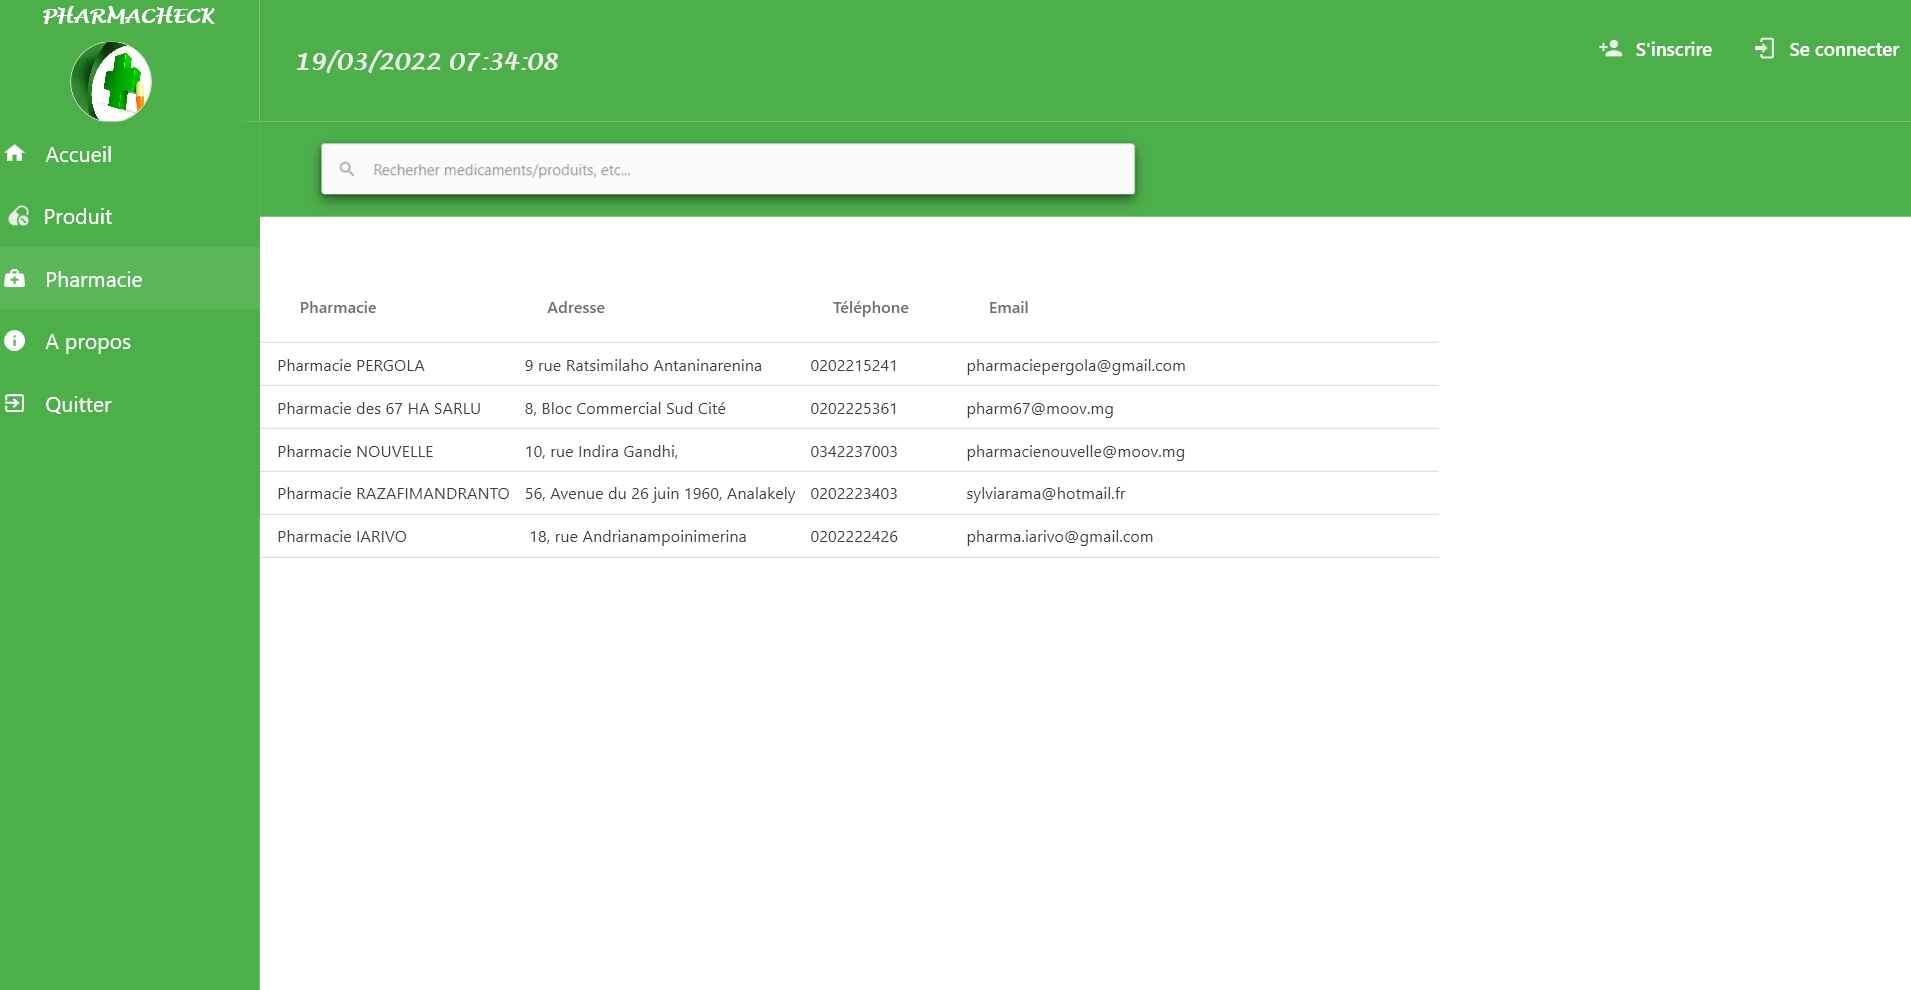 PHARMACHECK
19/03/2022 07:34:08
S'inscrire
Se connecter
Accueil
Produit
Pharmacie
A propos
Quitter
Recherher medicaments/produits, etc...
Pharmacie Adresse Téléphone Email
Pharmacie PERGOLA 9 rue Ratsimilaho Antaninarenina 0202215241 pharmaciepergola@gmail.com
Pharmacie des 67 HA SARLU 8, Bloc Commercial Sud Cité 0202225361 pharm67@moov.mg
Pharmacie NOUVELLE 10, rue Indira Gandhi, 0342237003 pharmacienouvelle@moov.mg
Pharmacie RAZAFIMANDRANTO 56, Avenue du 26 juin 1960, Analakely 0202223403 sylviarama@hotmail.fr
Pharmacie IARIVO 18, rue Andrianampoinimerina 0202222426 pharma.iarivo@gmail.com